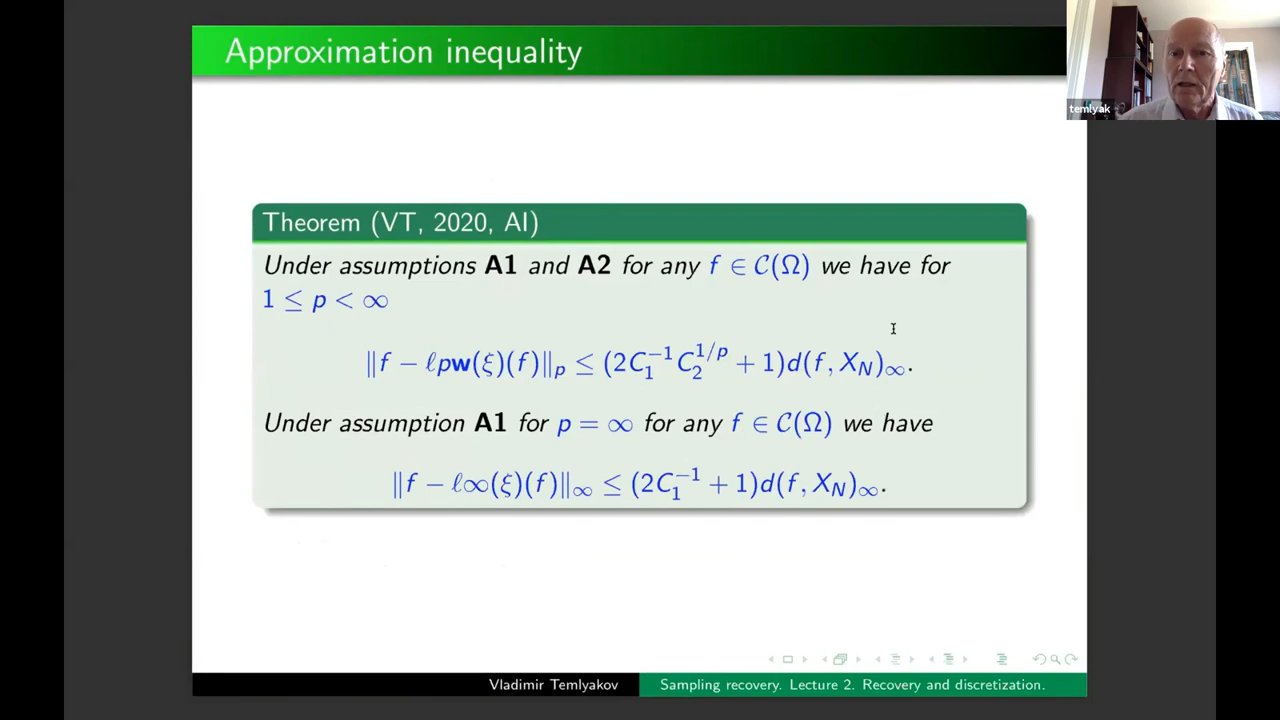 Approximation inequality
temlyak
Theorem (VT, 2020, AI)
Under assumptions A1 and A2 for any f ∈ C(Ω) we have for
1 ≤ p < ∞
‖f − ℓpw(ξ)(f)‖_p ≤ (2C_1^{-1} C_2^{1/p} + 1)d(f, X_N)_∞.
Under assumption A1 for p = ∞ for any f ∈ C(Ω) we have
‖f − ℓ∞(ξ)(f)‖_∞ ≤ (2C_1^{-1} + 1)d(f, X_N)_∞.
Vladimir Temlyakov
Sampling recovery. Lecture 2. Recovery and discretization.